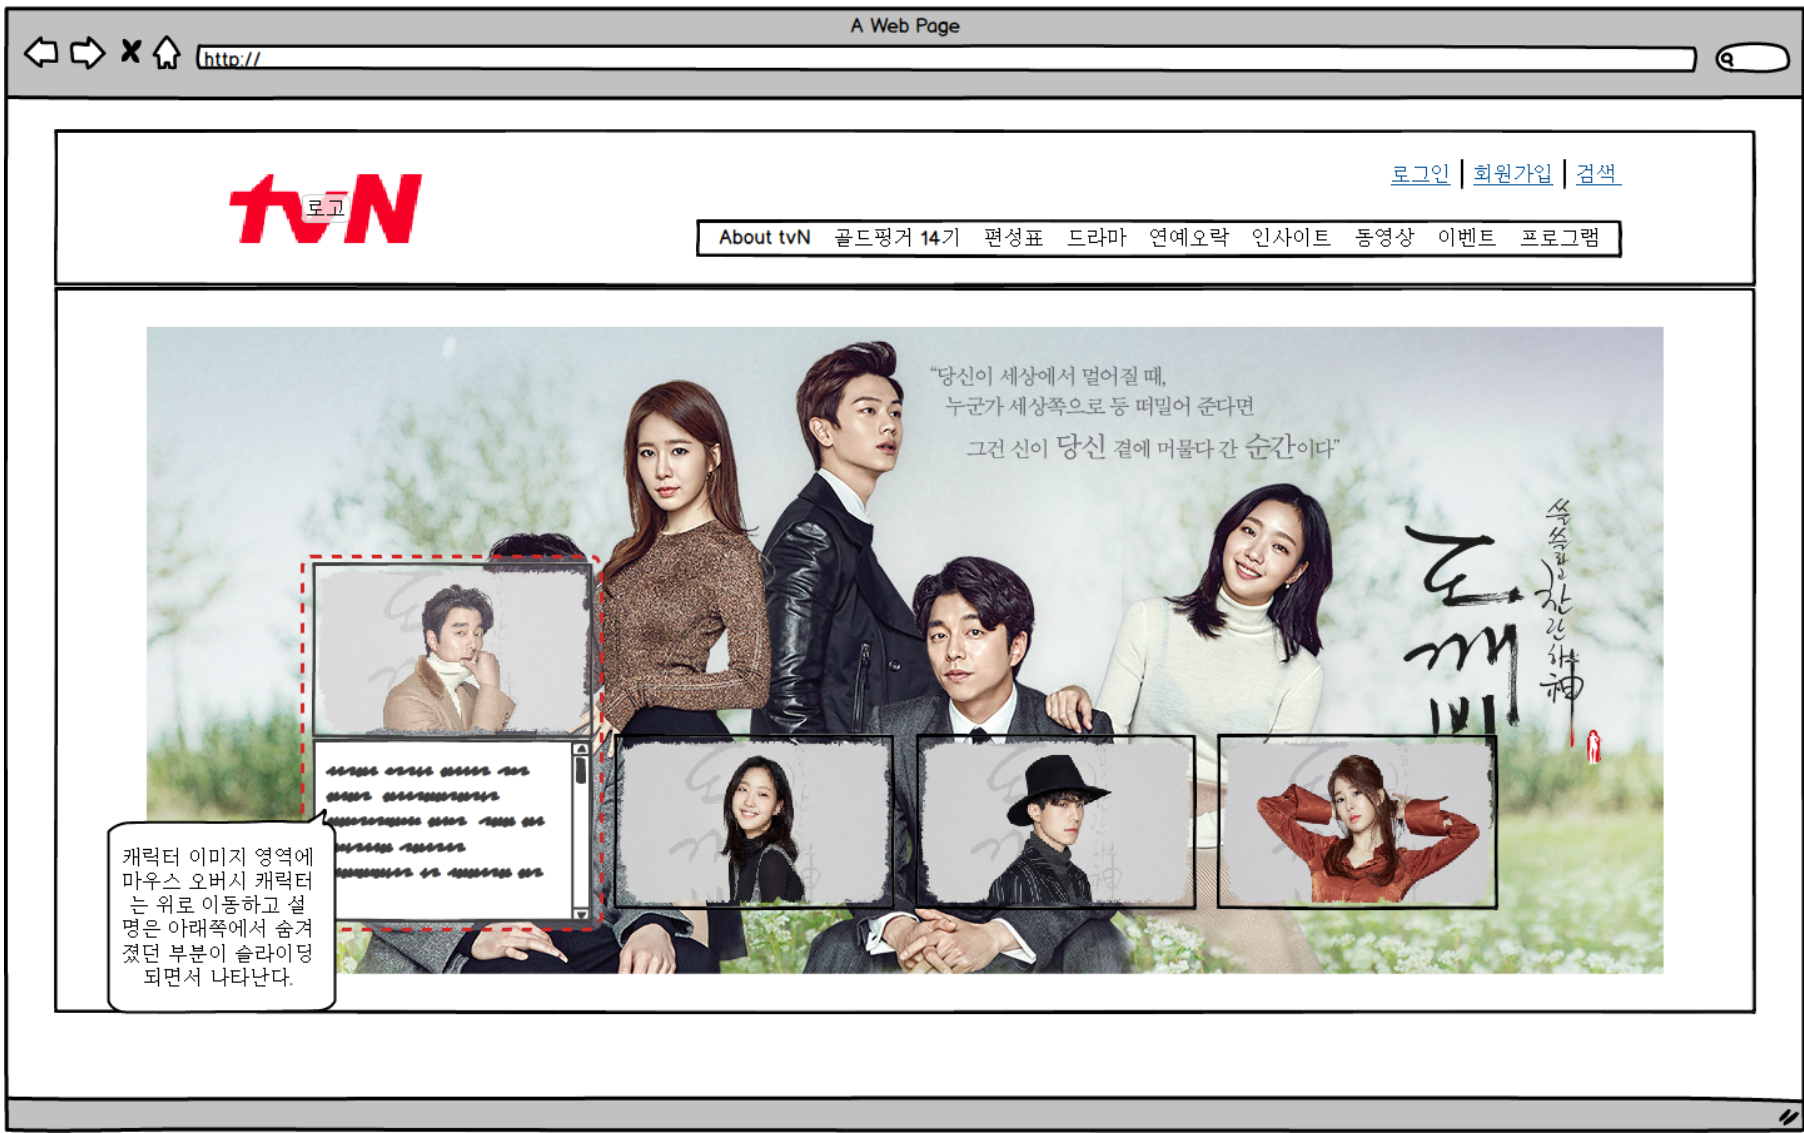 A Web Page
http://
tvN
로고
로그인 | 회원가입 | 검색
About tvN 골드핑거 14기 편성표 드라마 연예오락 인사이트 동영상 이벤트 프로그램
“당신이 세상에서 멀어질 때,
누군가 세상쪽으로 등 떠밀어 준다면
그건 신이 당신 곁에 머물다 간 순간이다”
도깨비
쓸쓸하고 찬란하神
캐릭터 이미지 영역에
마우스 오버시 캐릭터
는 위로 이동하고 설
명은 아래쪽에서 숨겨
졌던 부분이 슬라이딩
되면서 나타난다.